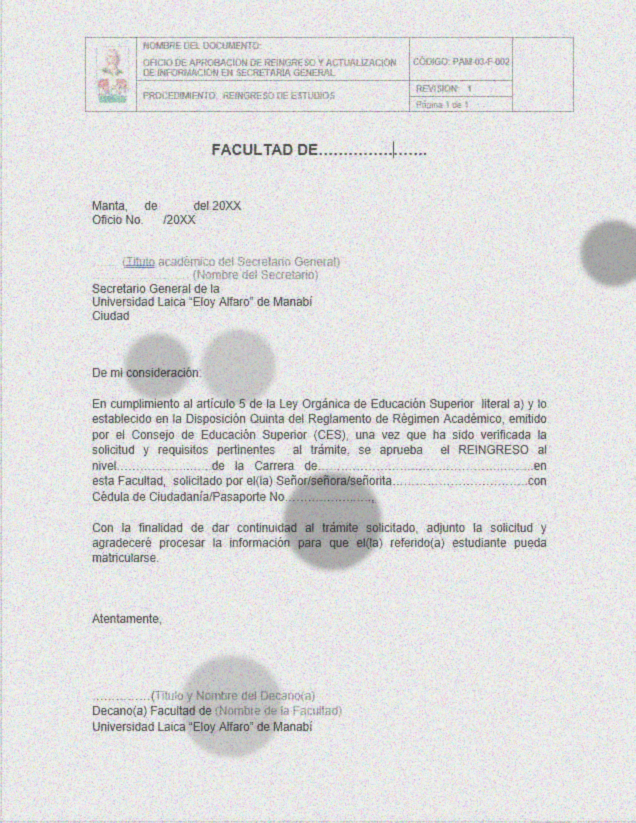 NOMBRE DEL DOCUMENTO:
OFICIO DE APROBACIÓN DE REINGRESO Y ACTUALIZACIÓN
DE INFORMACIÓN EN SECRETARÍA GENERAL
CÓDIGO: PAM-03-F-002
PROCEDIMIENTO: REINGRESO DE ESTUDIOS
REVISIÓN: 1
Página 1 de 1
FACULTAD DE......................
Manta, de del 20XX
Oficio No. /20XX
........ (Título académico del Secretario General)
.......................... (Nombre del Secretario)
Secretario General de la
Universidad Laica "Eloy Alfaro" de Manabí
Ciudad
De mi consideración:
En cumplimiento al artículo 5 de la Ley Orgánica de Educación Superior literal a) y lo
establecido en la Disposición Quinta del Reglamento de Régimen Académico, emitido
por el Consejo de Educación Superior (CES), una vez que ha sido verificada la
solicitud y requisitos pertinentes al trámite, se aprueba el REINGRESO al
nivel..........................de la Carrera de............................................................en
esta Facultad, solicitado por el(la) Señor/señora/señorita......................................con
Cédula de Ciudadanía/Pasaporte No.........................
Con la finalidad de dar continuidad al trámite solicitado, adjunto la solicitud y
agradeceré procesar la información para que el(la) referido(a) estudiante pueda
matricularse.
Atentamente,
................(Título y Nombre del Decano(a)
Decano(a) Facultad de (Nombre de la Facultad)
Universidad Laica "Eloy Alfaro" de Manabí